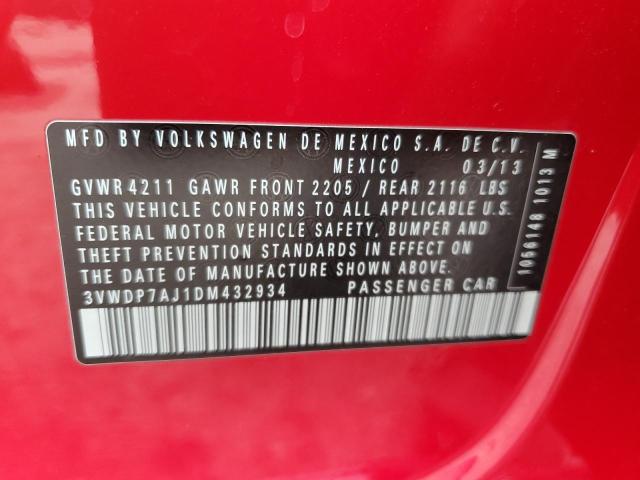 MFD BY VOLKSWAGEN DE MEXICO S.A. DE C.V.
MEXICO 03/13
GVWR 4211 GAWR FRONT 2205 / REAR 2116 LBS
THIS VEHICLE CONFORMS TO ALL APPLICABLE U.S.
FEDERAL MOTOR VEHICLE SAFETY, BUMPER AND
THEFT PREVENTION STANDARDS IN EFFECT ON
THE DATE OF MANUFACTURE SHOWN ABOVE.
3VWDP7AJ1DM432934 PASSENGER CAR
1056148 1013 M